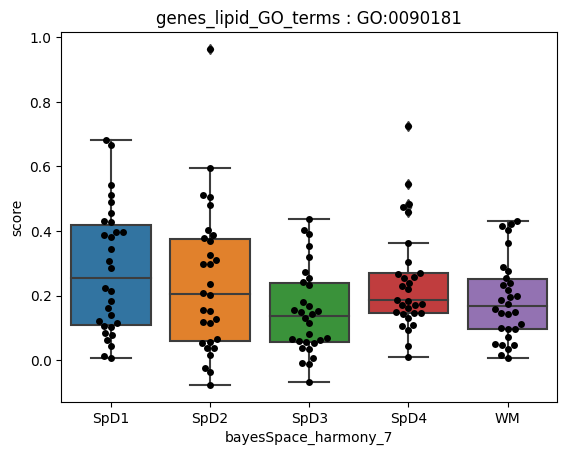 genes_lipid_GO_terms : GO:0090181
1.0
0.8
0.6
0.4
0.2
0.0
score
SpD1 SpD2 SpD3 SpD4 WM
bayesSpace_harmony_7